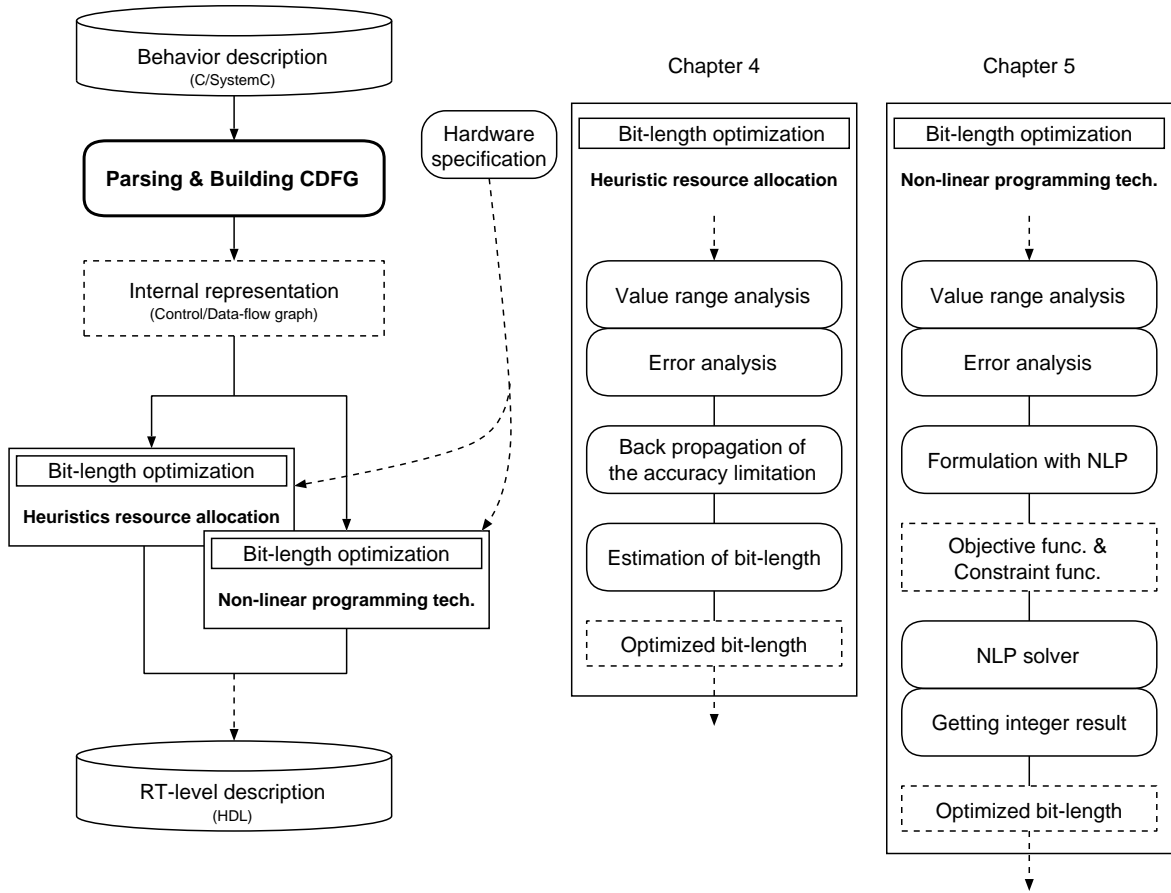 Behavior description
(C/SystemC)
Parsing & Building CDFG
Internal representation
(Control/Data-flow graph)
Hardware
specification
Bit-length optimization
Heuristics resource allocation
Bit-length optimization
Non-linear programming tech.
RT-level description
(HDL)
Chapter 4
Bit-length optimization
Heuristic resource allocation
Value range analysis
Error analysis
Back propagation of
the accuracy limitation
Estimation of bit-length
Optimized bit-length
Chapter 5
Bit-length optimization
Non-linear programming tech.
Value range analysis
Error analysis
Formulation with NLP
Objective func. &
Constraint func.
NLP solver
Getting integer result
Optimized bit-length